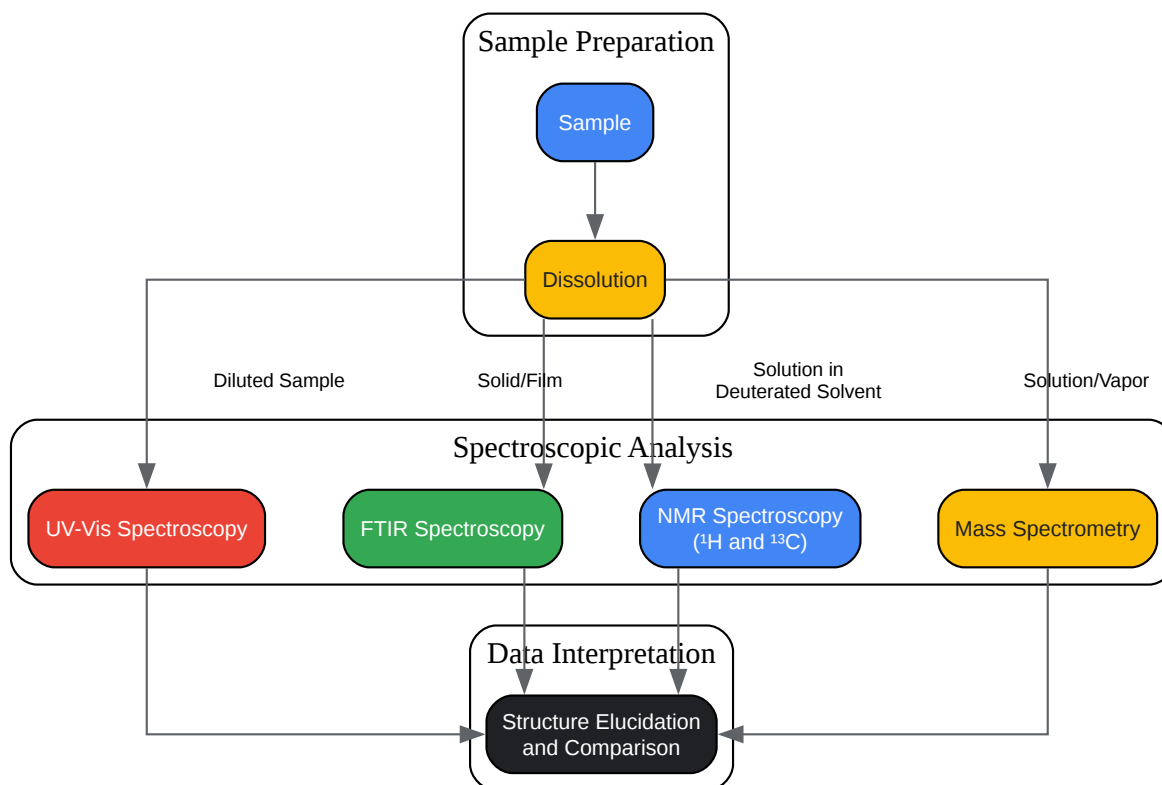 Sample Preparation
Sample
Dissolution
Diluted Sample
Solid/Film
Solution in
Deuterated Solvent
Solution/Vapor
Spectroscopic Analysis
UV-Vis Spectroscopy
FTIR Spectroscopy
NMR Spectroscopy
(¹H and ¹³C)
Mass Spectrometry
Data Interpretation
Structure Elucidation
and Comparison